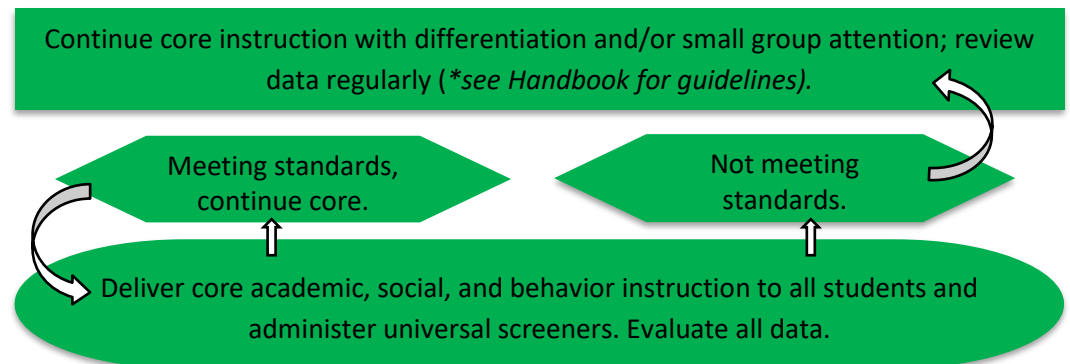 Continue core instruction with differentiation and/or small group attention; review
data regularly (*see Handbook for guidelines).
Meeting standards,
continue core.
Not meeting
standards.
Deliver core academic, social, and behavior instruction to all students and
administer universal screeners. Evaluate all data.